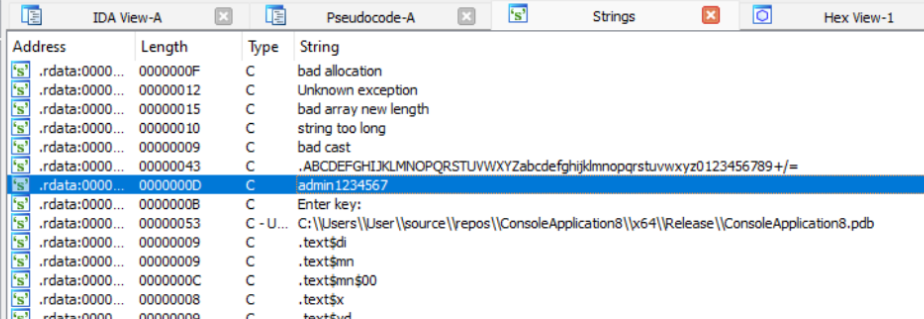 IDA View-A Pseudocode-A Strings Hex View-1
Address Length Type String
.rdata:0000... 0000000F C bad allocation
.rdata:0000... 00000012 C Unknown exception
.rdata:0000... 00000015 C bad array new length
.rdata:0000... 00000010 C string too long
.rdata:0000... 00000009 C bad cast
.rdata:0000... 00000043 C .ABCDEFGHIJKLMNOPQRSTUVWXYZabcdefghijklmnopqrstuvwxyz0123456789+/=
.rdata:0000... 0000000D C admin1234567
.rdata:0000... 0000000B C Enter key:
.rdata:0000... 00000053 C - U... C:\\Users\\User\\source\\repos\\ConsoleApplication8\\x64\\Release\\ConsoleApplication8.pdb
.rdata:0000... 00000009 C .text$di
.rdata:0000... 00000009 C .text$mn
.rdata:0000... 0000000C C .text$mn$00
.rdata:0000... 00000008 C .text$x
.rdata:0000... 00000009 C .text$yd